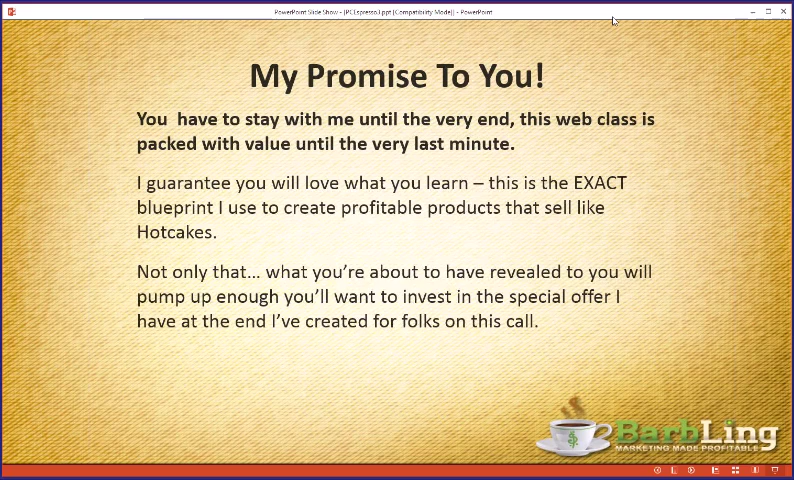 PowerPoint Slide Show - [PCEspresso3.ppt [Compatibility Mode]] - PowerPoint
My Promise To You!
You  have to stay with me until the very end, this web class is
packed with value until the very last minute.
I guarantee you will love what you learn – this is the EXACT
blueprint I use to create profitable products that sell like
Hotcakes.
Not only that... what you're about to have revealed to you will
pump up enough you'll want to invest in the special offer I
have at the end I've created for folks on this call.
$
BarbLing
MARKETING MADE PROFITABLE